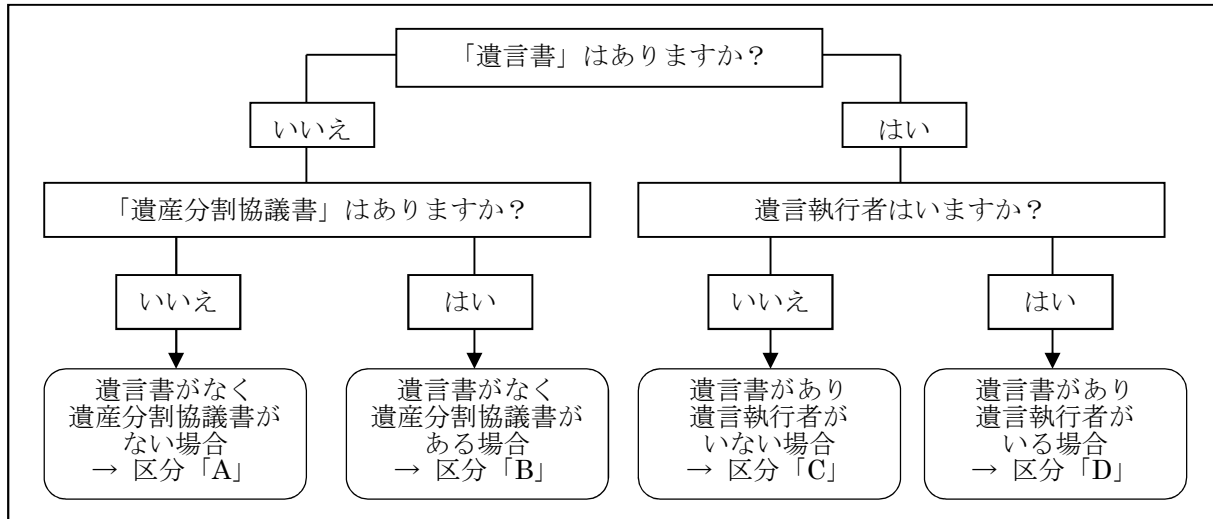 「遺言書」はありますか？
いいえ
はい
「遺産分割協議書」はありますか？
遺言執行者はいますか？
いいえ
はい
いいえ
はい
遺言書がなく
遺産分割協議書が
ない場合
→ 区分「A」
遺言書がなく
遺産分割協議書が
ある場合
→ 区分「B」
遺言書があり
遺言執行者が
いない場合
→ 区分「C」
遺言書があり
遺言執行者が
いる場合
→ 区分「D」